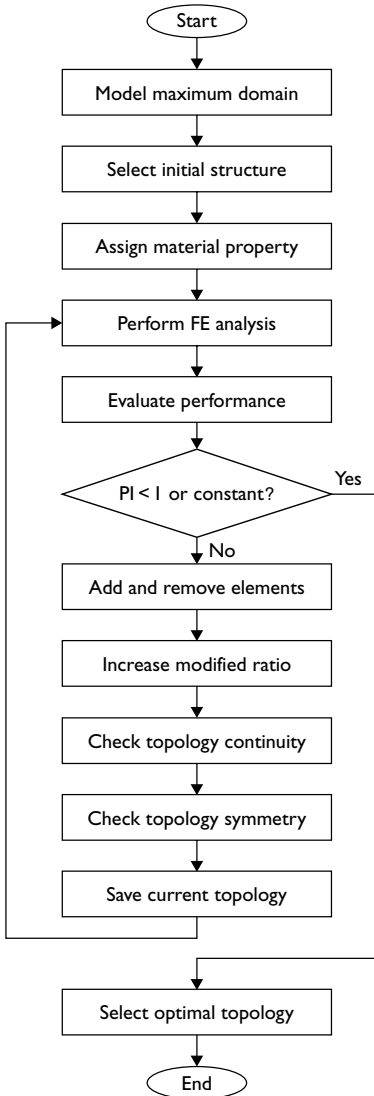 Start
Model maximum domain
Select initial structure
Assign material property
Perform FE analysis
Evaluate performance
PI < 1 or constant?
Yes
No
Add and remove elements
Increase modified ratio
Check topology continuity
Check topology symmetry
Save current topology
Select optimal topology
End